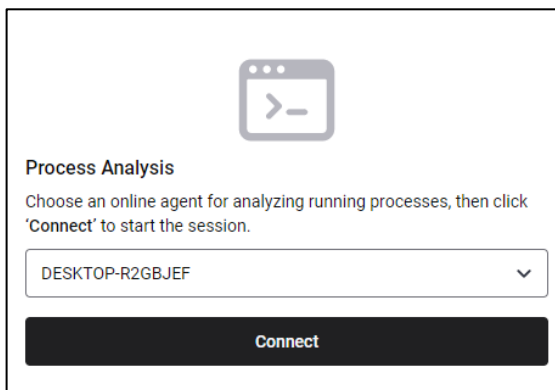 Process Analysis
Choose an online agent for analyzing running processes, then click
‘Connect’ to start the session.
DESKTOP-R2GBJEF
Connect